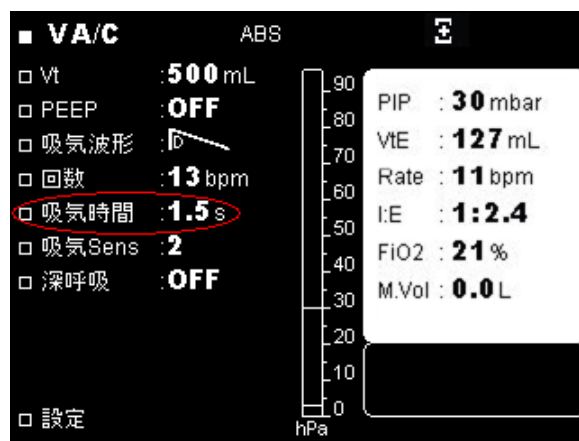 VA/C ABS
Vt :500 mL
PEEP :OFF
吸気波形 : D
回数 :13 bpm
吸気時間 :1.5 s
吸気Sens :2
深呼吸 :OFF
設定
90
80
70
60
50
40
30
20
10
0
hPa
PIP : 30 mbar
VtE : 127 mL
Rate : 11 bpm
I:E : 1:2.4
FiO2 : 21 %
M.Vol : 0.0 L